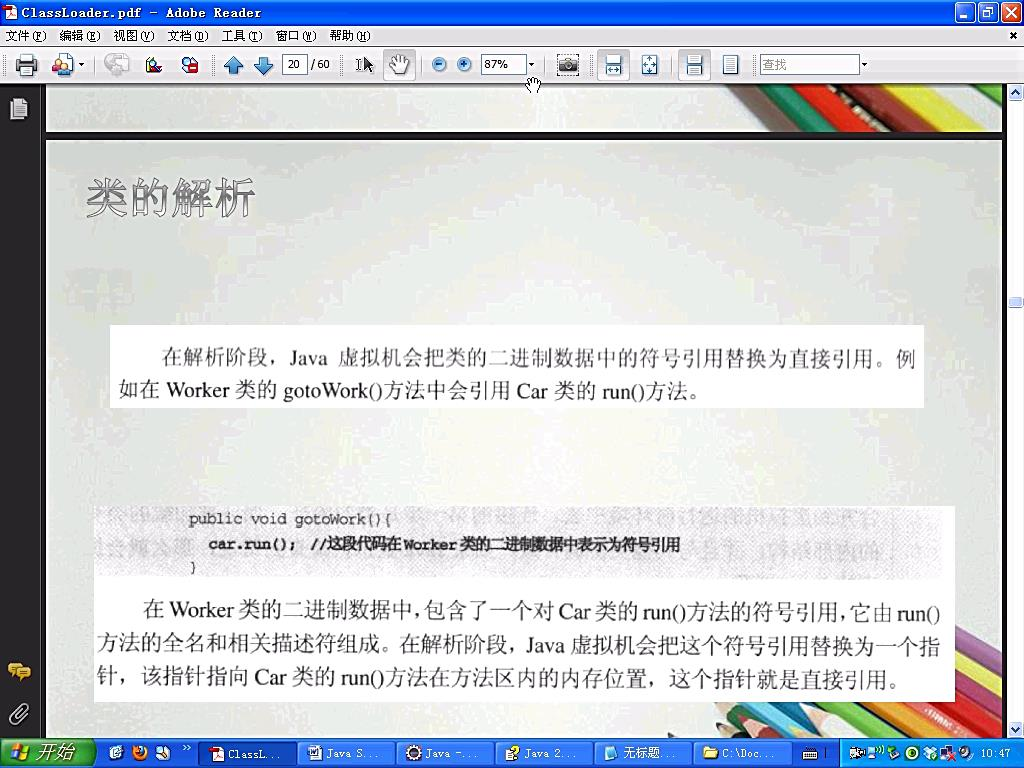 ClassLoader.pdf - Adobe Reader
文件(F) 编辑(E) 视图(V) 文档(D) 工具(T) 窗口(W) 帮助(H)
20 / 60 87% 查找
类的解析
在解析阶段，Java 虚拟机会把类的二进制数据中的符号引用替换为直接引用。例
如在 Worker 类的 gotoWork()方法中会引用 Car 类的 run()方法。
public void gotoWork(){
car.run(); //这段代码在Worker类的二进制数据中表示为符号引用
}
在 Worker 类的二进制数据中，包含了一个对 Car 类的 run()方法的符号引用，它由 run()
方法的全名和相关描述符组成。在解析阶段，Java 虚拟机会把这个符号引用替换为一个指
针，该指针指向 Car 类的 run()方法在方法区内的内存位置，这个指针就是直接引用。
开始 ClassL... Java S... Java -... Java 2... 无标题... C:\Doc... 10:47